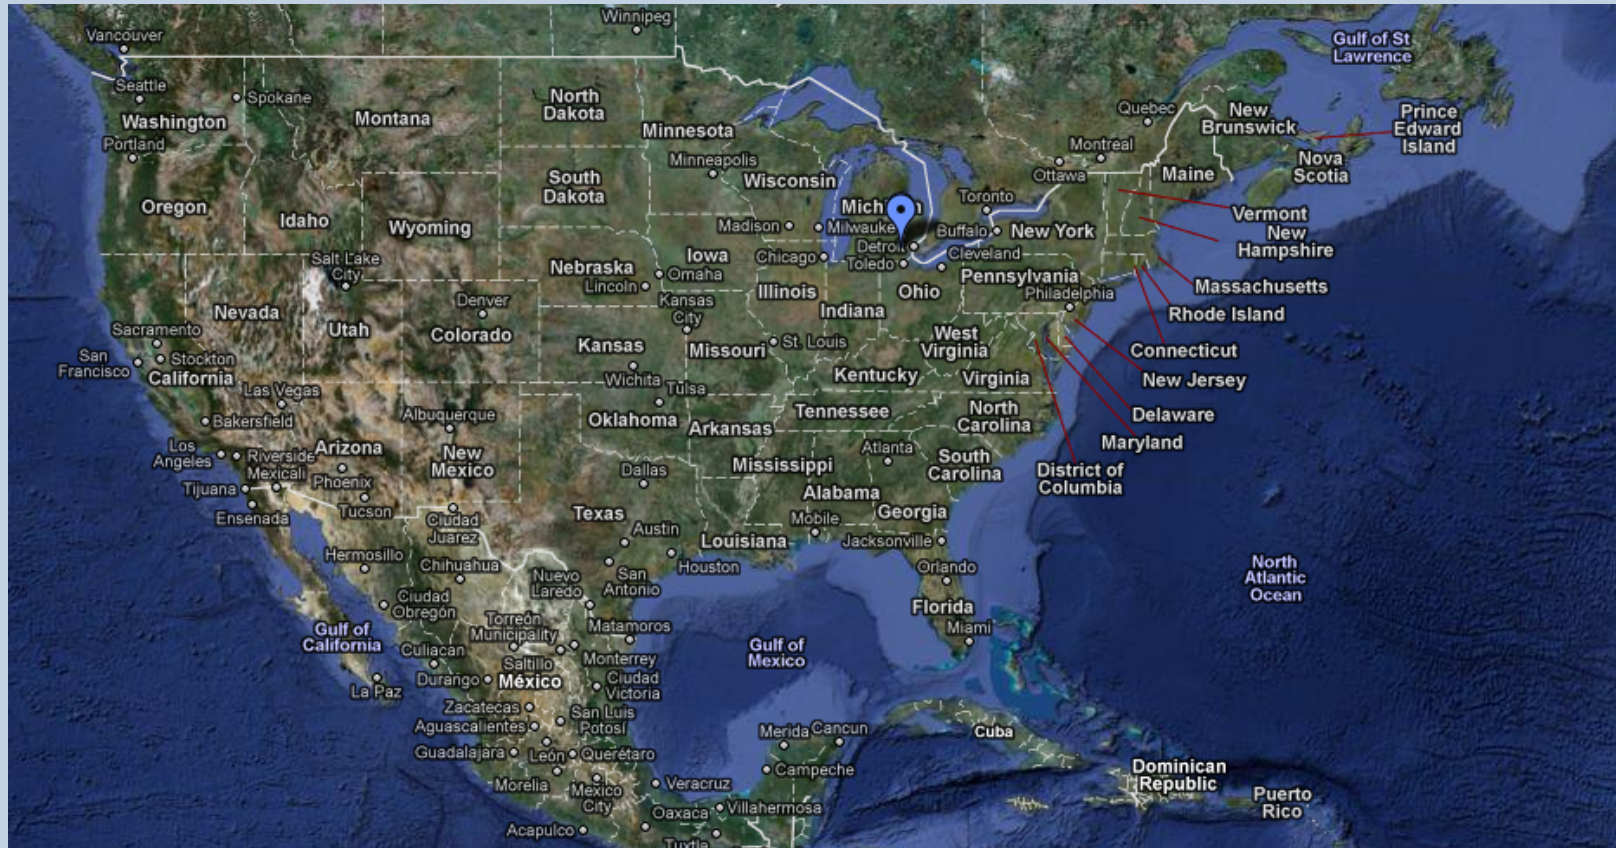 Winnipeg
Vancouver
Gulf of St
Lawrence
Seattle
Spokane
North
Dakota
Quebec
New
Brunswick
Prince
Edward
Island
Washington
Montana
Minnesota
Portland
Montreal
Minneapolis
Ottawa
Maine
Nova
Scotia
South
Dakota
Wisconsin
Oregon
Idaho
Wyoming
Toronto
Vermont
New
Hampshire
Madison
Milwauke
Buffalo
New York
Iowa
Chicago
Toledo
Cleveland
Salt Lake
City
Nebraska
Omaha
Lincoln
Pennsylvania
Massachusetts
Illinois
Ohio
Philadelphia
Nevada
Denver
Kansas
City
Indiana
Rhode Island
Sacramento
Utah
Colorado
San
Francisco
Stockton
California
Kansas
Missouri
St. Louis
West
Virginia
Connecticut
Las Vegas
Wichita
Tulsa
Kentucky
Virginia
New Jersey
Bakersfield
Albuquerque
Oklahoma
Arkansas
Tennessee
North
Carolina
Delaware
Los
Angeles
Riverside
Mexicali
Arizona
New
Mexico
Atlanta
Maryland
Tijuana
Phoenix
Dallas
Mississippi
South
Carolina
District of
Columbia
Ensenada
Tucson
Ciudad
Juarez
Texas
Alabama
Georgia
Mobile
Austin
Louisiana
Jacksonville
Hermosillo
Chihuahua
Nuevo
Laredo
San
Antonio
Houston
Orlando
North
Atlantic
Ocean
Ciudad
Obregón
Torreón
Municipality
Matamoros
Florida
Miami
Gulf of
California
Culiacán
Saltillo
Monterrey
Gulf of
Mexico
La Paz
Durango
México
Ciudad
Victoria
Zacatecas
San Luis
Potosí
Aguascalientes
Merida
Cancun
Cuba
Guadalajara
León
Querétaro
Campeche
Dominican
Republic
Morelia
Mexico
City
Veracruz
Puerto
Rico
Oaxaca
Villahermosa
Acapulco